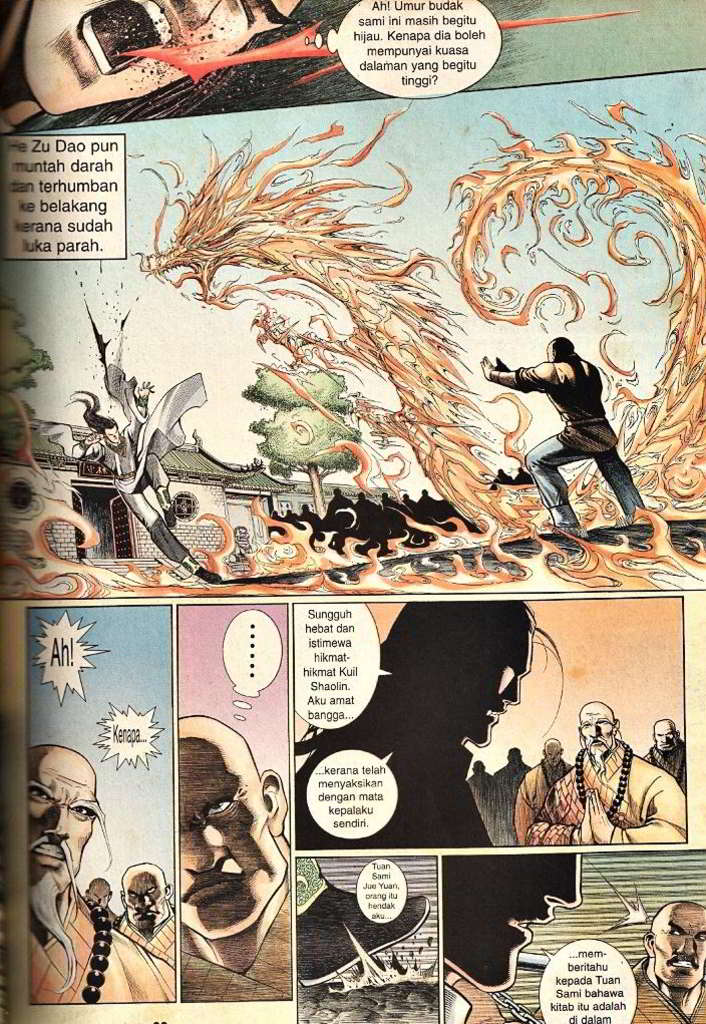 Ah! Umur budak
sami ini masih begitu
hijau. Kenapa dia boleh
mempunyai kuasa
dalaman yang begitu
tinggi?
He Zu Dao pun
muntah darah
dan terhumban
ke belakang
kerana sudah
luka parah.
Ah!
Kenapa...
......
Sungguh
hebat dan
istimewa
hikmat-
hikmat Kuil
Shaolin.
Aku amat
bangga...
...kerana telah
menyaksikan
dengan mata
kepalaku
sendiri.
Tuan
Sami
Jue Yuan,
orang itu
hendak
aku...
...mem-
beritahu
kepada Tuan
Sami bahawa
kitab itu adalah
di dalam